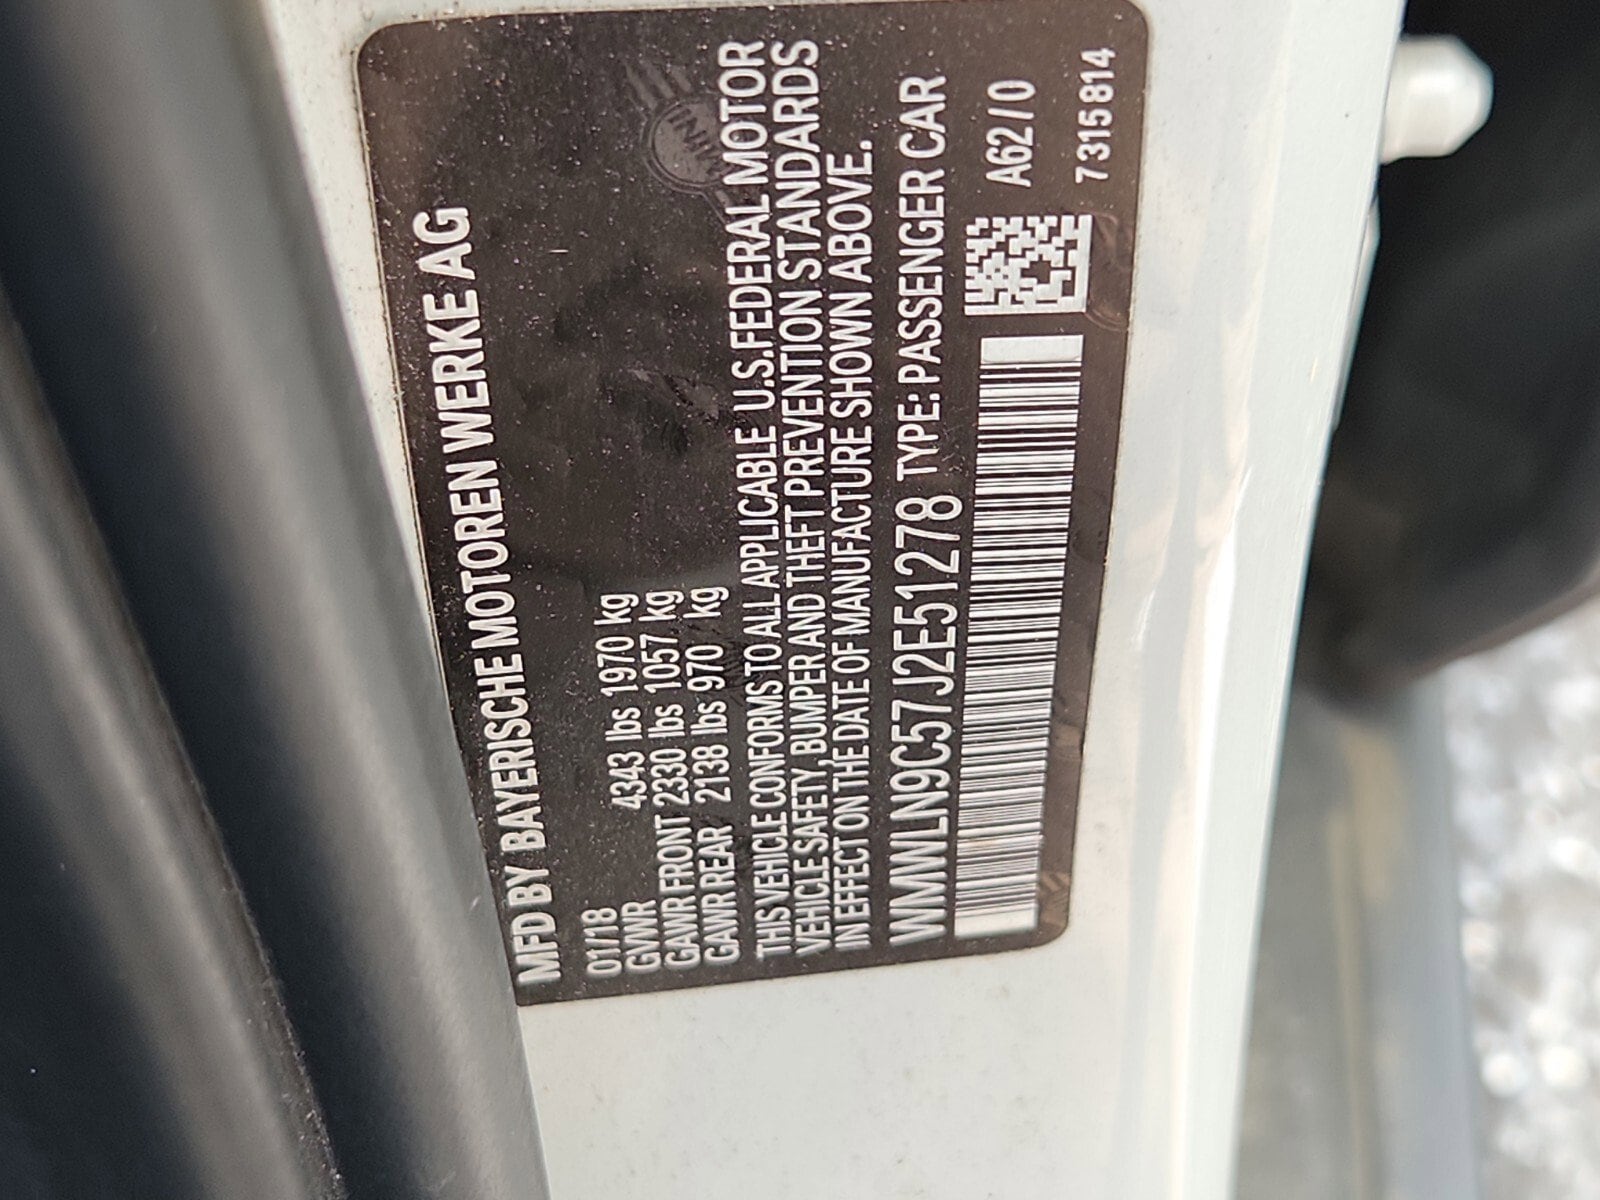 MFD BY BAYERISCHE MOTOREN WERKE AG
01/18
GVWR 4343 lbs 1970 kg
GAWR FRONT 2330 lbs 1057 kg
GAWR REAR 2138 lbs 970 kg
MINI
THIS VEHICLE CONFORMS TO ALL APPLICABLE U.S.FEDERAL MOTOR
VEHICLE SAFETY, BUMPER AND THEFT PREVENTION STANDARDS
IN EFFECT ON THE DATE OF MANUFACTURE SHOWN ABOVE.
WMWLN9C57J2E51278 TYPE: PASSENGER CAR
A62/0
7315814